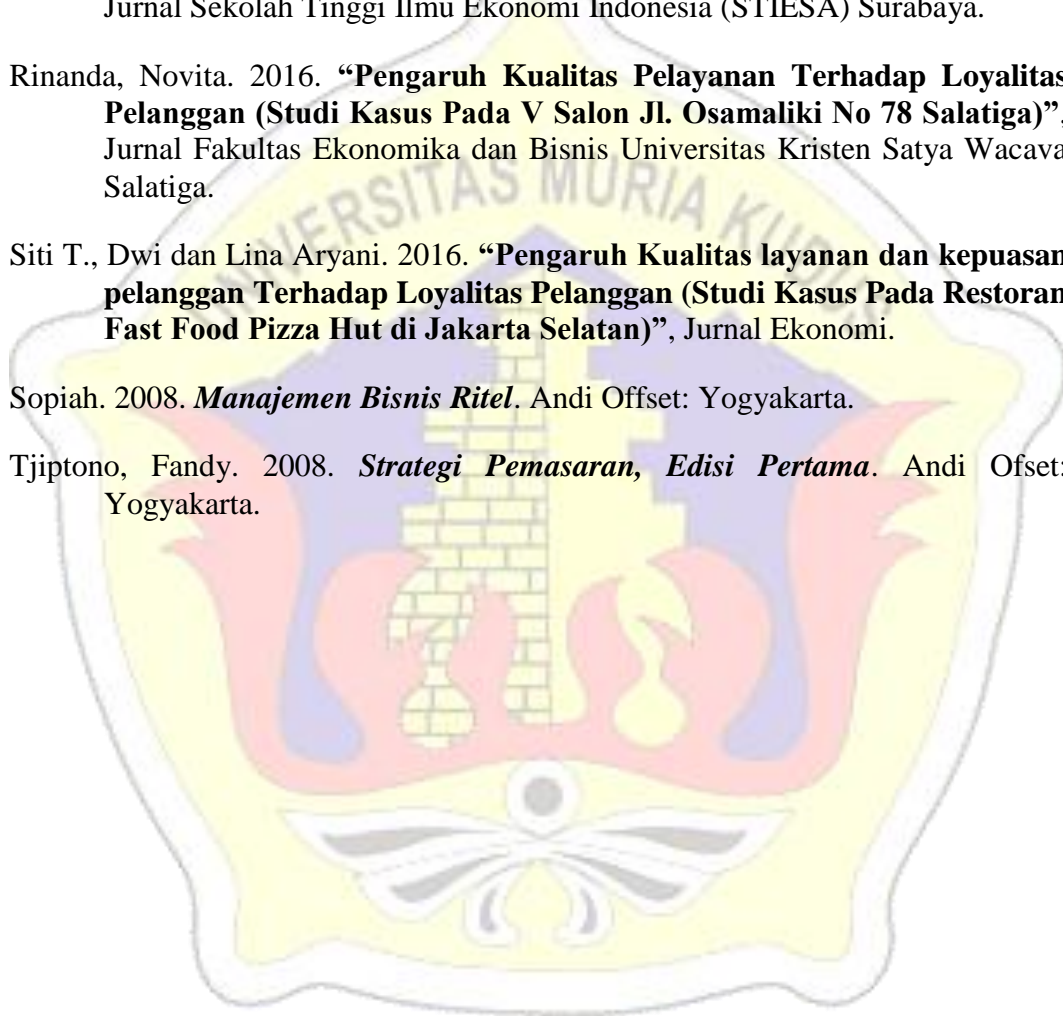 Jurnal Sekolah Tinggi Ilmu Ekonomi Indonesia (STIESA) Surabaya.
Rinanda, Novita. 2016. “Pengaruh Kualitas Pelayanan Terhadap Loyalitas
Pelanggan (Studi Kasus Pada V Salon Jl. Osamaliki No 78 Salatiga)”,
Jurnal Fakultas Ekonomika dan Bisnis Universitas Kristen Satya Wacava
Salatiga.
UNIVERSITAS MURIA KUDUS
Siti T., Dwi dan Lina Aryani. 2016. “Pengaruh Kualitas layanan dan kepuasan
pelanggan Terhadap Loyalitas Pelanggan (Studi Kasus Pada Restoran
Fast Food Pizza Hut di Jakarta Selatan)”, Jurnal Ekonomi.
Sopiah. 2008. Manajemen Bisnis Ritel. Andi Offset: Yogyakarta.
Tjiptono, Fandy. 2008. Strategi Pemasaran, Edisi Pertama. Andi Ofset:
Yogyakarta.